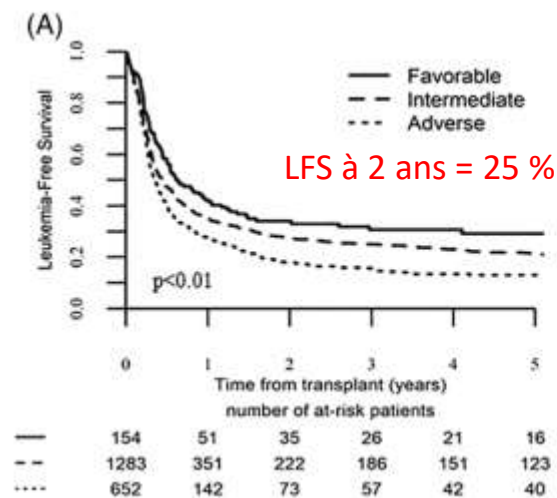 (A)
Leukemia-Free Survival
1.0
0.8
0.6
0.4
0.2
0.0
Favorable
Intermediate
Adverse
LFS à 2 ans = 25 %
p<0.01
0 1 2 3 4 5
Time from transplant (years)
number of at-risk patients
154 51 35 26 21 16
1283 351 222 186 151 123
652 142 73 57 42 40